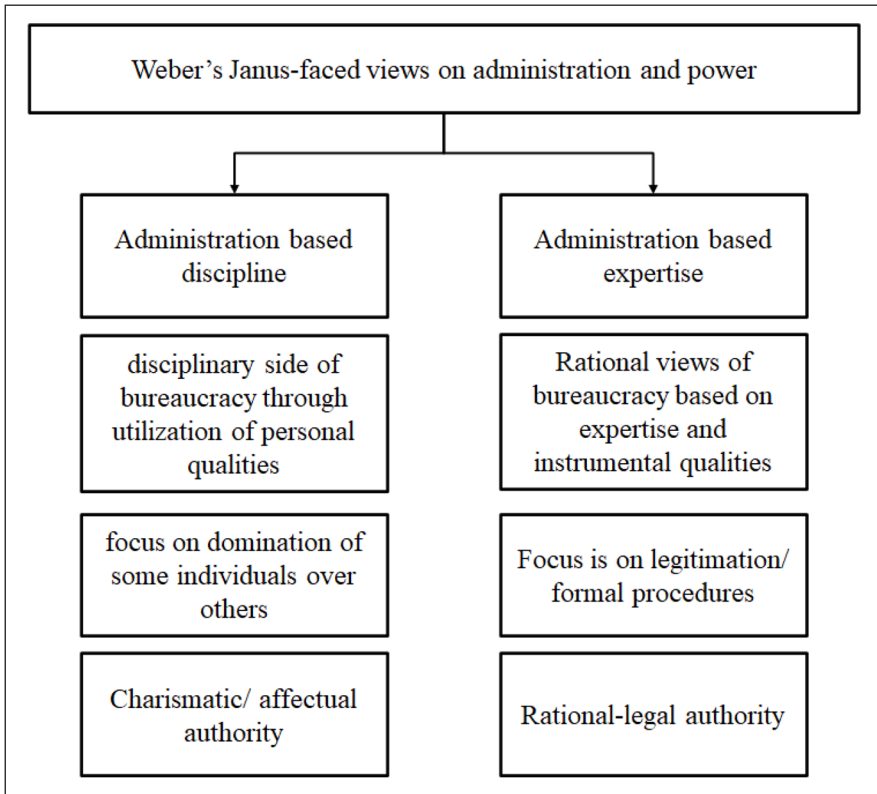 Weber’s Janus-faced views on administration and power
Administration based
discipline
disciplinary side of
bureaucracy through
utilization of personal
qualities
focus on domination of
some individuals over
others
Charismatic/ affectual
authority
Administration based
expertise
Rational views of
bureaucracy based on
expertise and
instrumental qualities
Focus is on legitimation/
formal procedures
Rational-legal authority